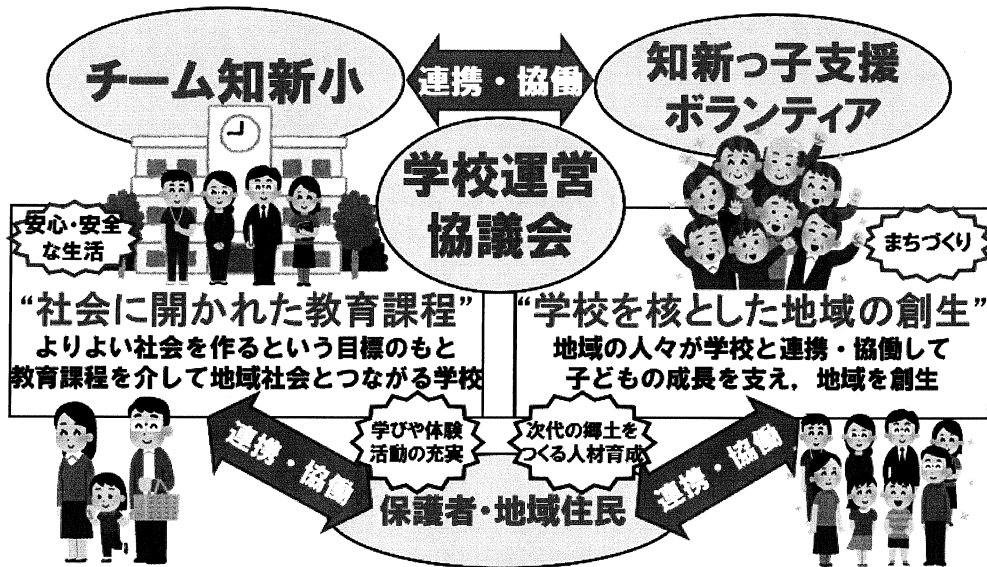 チーム知新小
連携・協働
知新っ子支援
ボランティア
学校運営
協議会
安心・安全
な生活
まちづくり
“社会に開かれた教育課程”
よりよい社会を作るという目標のもと
教育課程を介して地域社会とつながる学校
“学校を核とした地域の創生”
地域の人々が学校と連携・協働して
子どもの成長を支え，地域を創生
連携・協働
学びや体験
活動の充実
次代の郷土を
つくる人材育成
連携・協働
保護者・地域住民